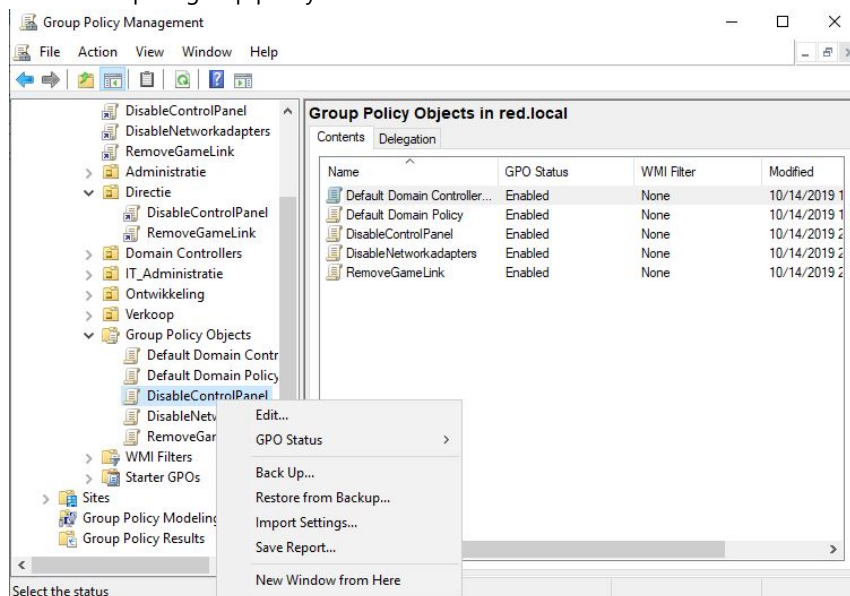 Group Policy Management
File Action View Window Help
DisableControlPanel
DisableNetworkadapters
RemoveGameLink
Administratie
Directie
DisableControlPanel
RemoveGameLink
Domain Controllers
IT_Administratie
Ontwikkeling
Verkoop
Group Policy Objects
Default Domain Contr
Default Domain Policy
DisableControlPanel
DisableNetw
RemoveGar
WMI Filters
Starter GPOs
Sites
Group Policy Modeling
Group Policy Results
Group Policy Objects in red.local
Contents Delegation
Name GPO Status WMI Filter Modified
Default Domain Controller... Enabled None 10/14/2019 1
Default Domain Policy Enabled None 10/14/2019 1
DisableControlPanel Enabled None 10/14/2019 2
DisableNetworkadapters Enabled None 10/14/2019 2
RemoveGameLink Enabled None 10/14/2019 2
Edit...
GPO Status
Back Up...
Restore from Backup...
Import Settings...
Save Report...
New Window from Here
Select the status